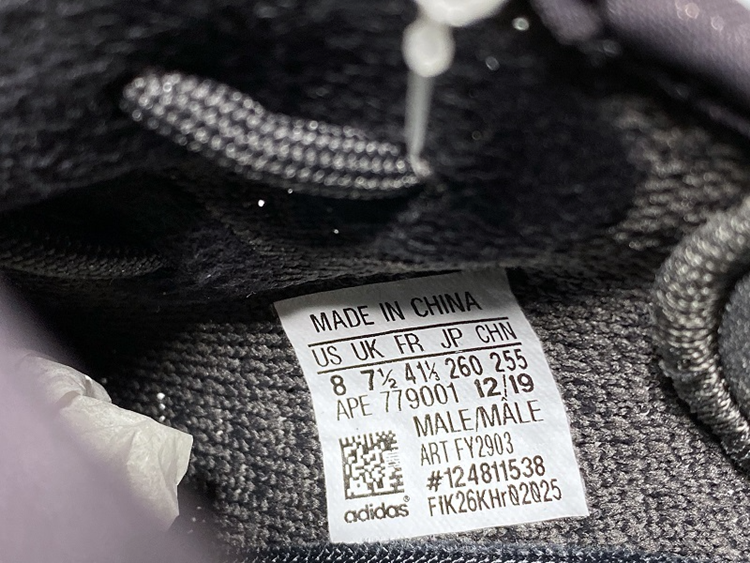 MADE IN CHINA
US UK FR JP CHN
8 7½ 41⅓ 260 255
APE 779001 12/19
MALE/MÂLE
ART FY2903
#124811538
F1K26KHr02025
adidas®